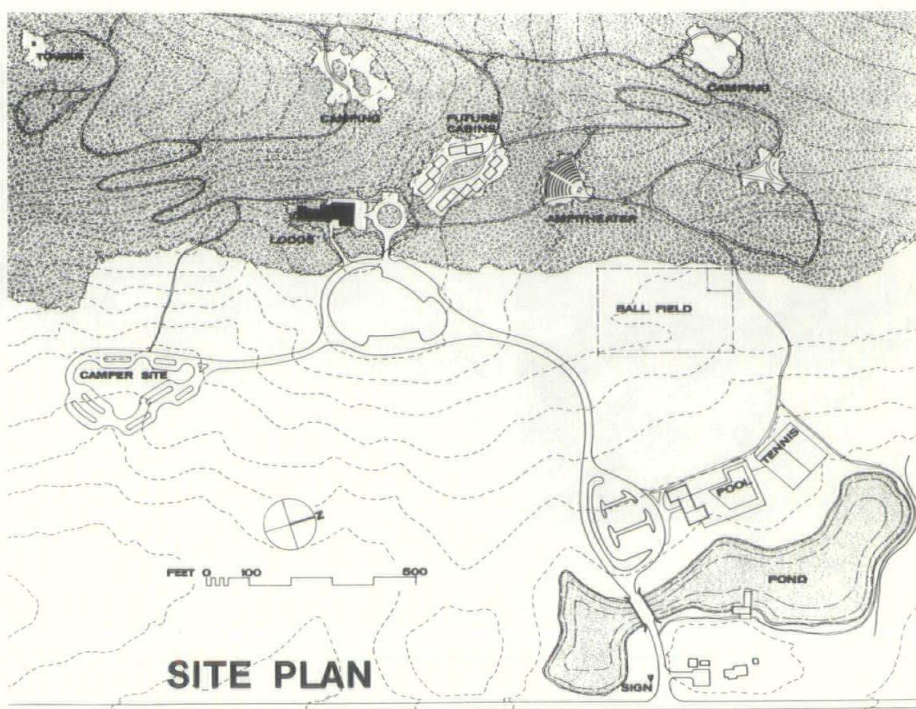 TOWER
CAMPING
FUTURE
CABINS
CAMPING
LODGE
AMPITHEATER
BALL FIELD
CAMPER SITE
TENNIS
POOL
N
FEET 0 100 500
POND
SITE PLAN
SIGN